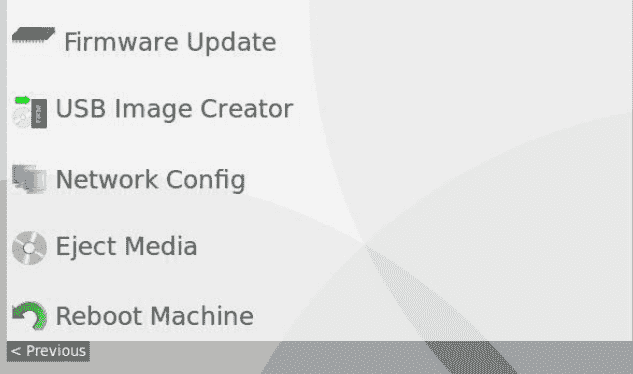 Firmware Update
USB Image Creator
Network Config
Eject Media
Reboot Machine
< Previous